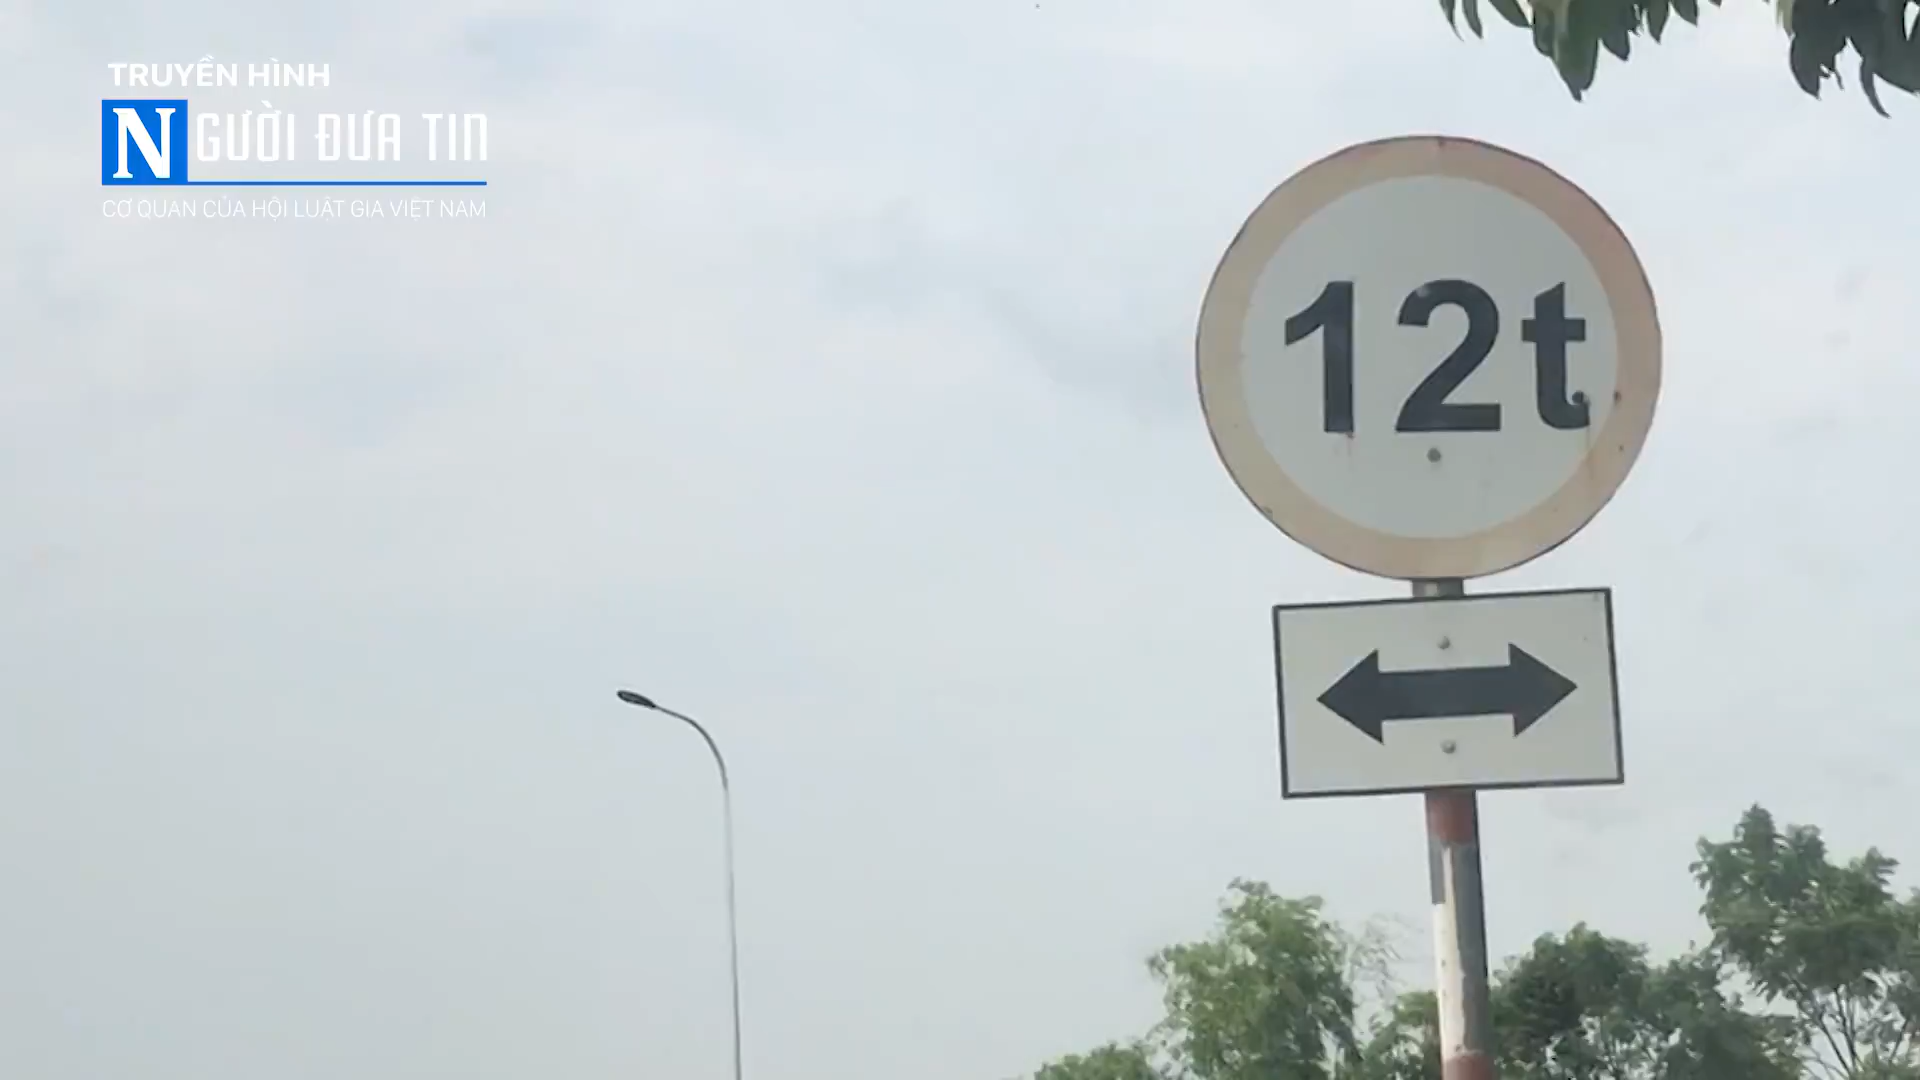 TRUYỀN HÌNH
NGƯỜI ĐƯA TIN
CƠ QUAN CỦA HỘI LUẬT GIA VIỆT NAM
12t